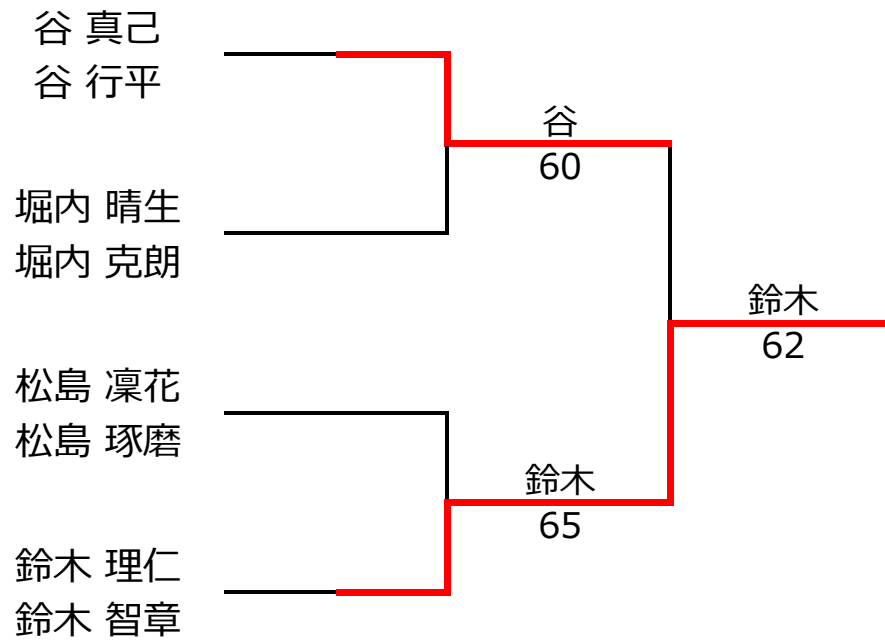 谷 真己
谷 行平
谷
60
堀内 晴生
堀内 克朗
鈴木
62
松島 凜花
松島 琢磨
鈴木
65
鈴木 理仁
鈴木 智章